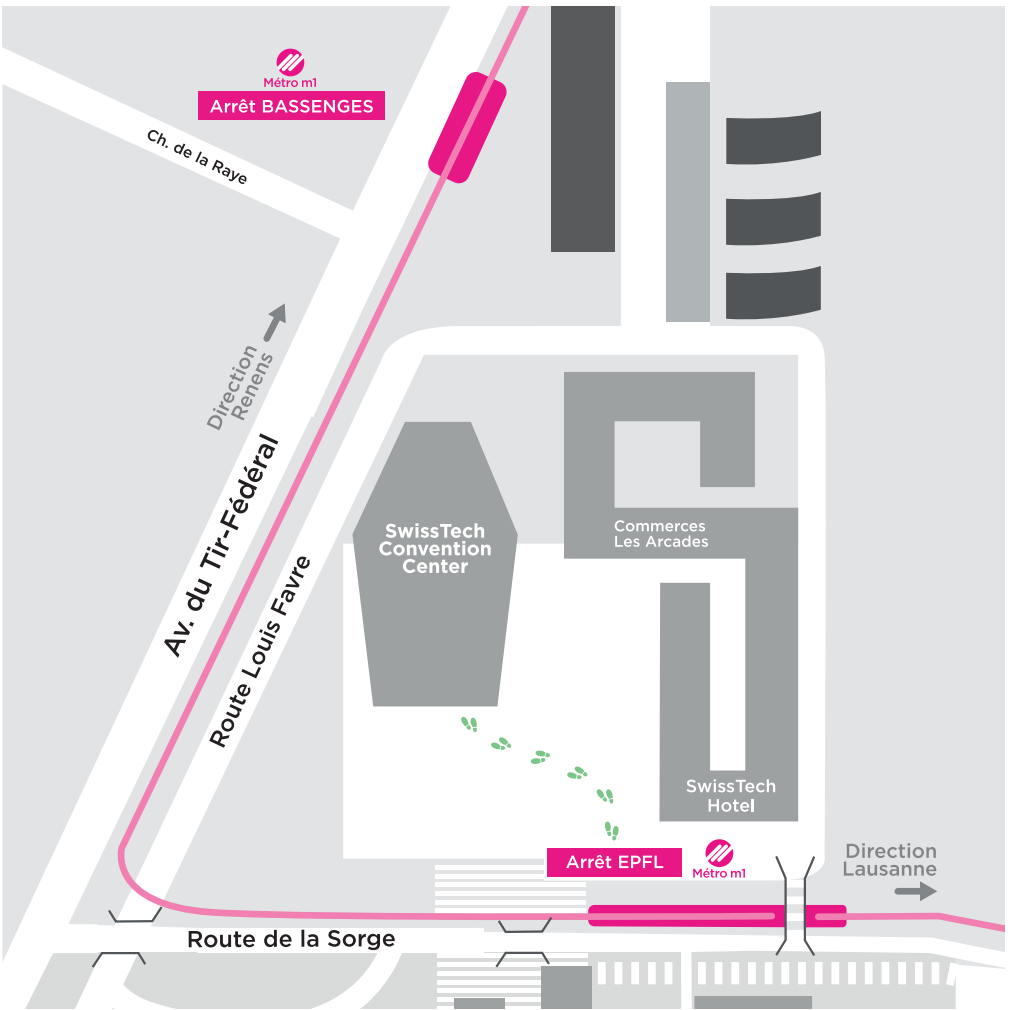 Métro m1
Arrêt BASSENGES
Ch. de la Raye
Direction
Renens
Av. du Tir-Fédéral
Route Louis Favre
SwissTech
Convention
Center
Commerces
Les Arcades
SwissTech
Hotel
Arrêt EPFL
Métro m1
Direction
Lausanne
Route de la Sorge